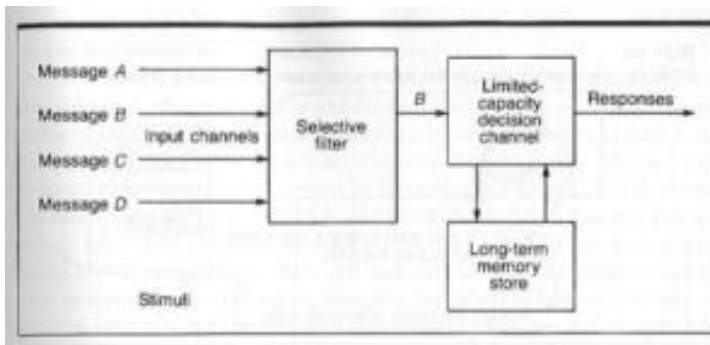 Message A
Message B
Input channels
Message C
Message D
Stimuli
Selective
filter
B
Limited-
capacity
decision
channel
Responses
Long-term
memory
store